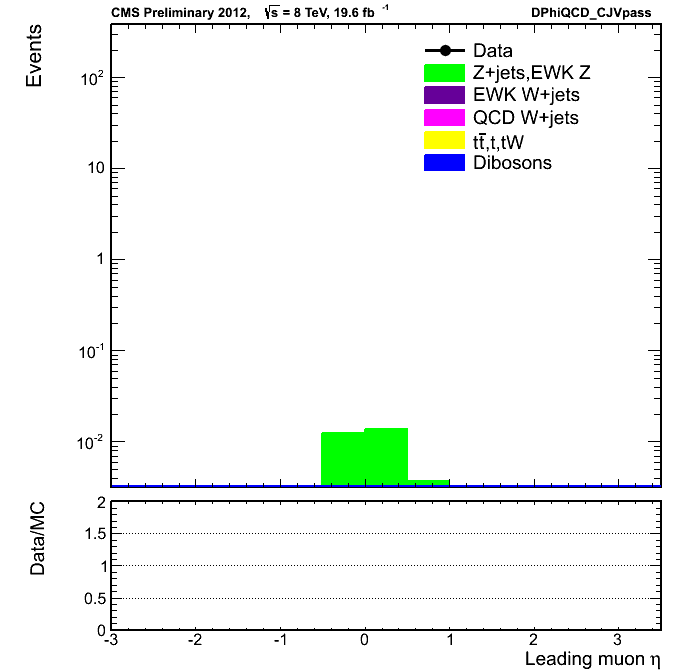 CMS Preliminary 2012, √s = 8 TeV, 19.6 fb⁻¹ DPhiQCD_CJVpass
Events
Data
Z+jets,EWK Z
EWK W+jets
QCD W+jets
tt̅,t,tW
Dibosons
10²
10
1
10⁻¹
10⁻²
Data/MC
2
1.5
1
0.5
0
-3 -2 -1 0 1 2 3
Leading muon η